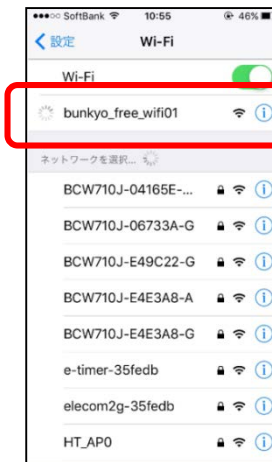 SoftBank 10:55 46%
設定 Wi-Fi
Wi-Fi
bunkyo_free_wifi01
ネットワークを選択...
BCW710J-04165E-...
BCW710J-06733A-G
BCW710J-E49C22-G
BCW710J-E4E3A8-A
BCW710J-E4E3A8-G
e-timer-35fedb
elecom2g-35fedb
HT_AP0